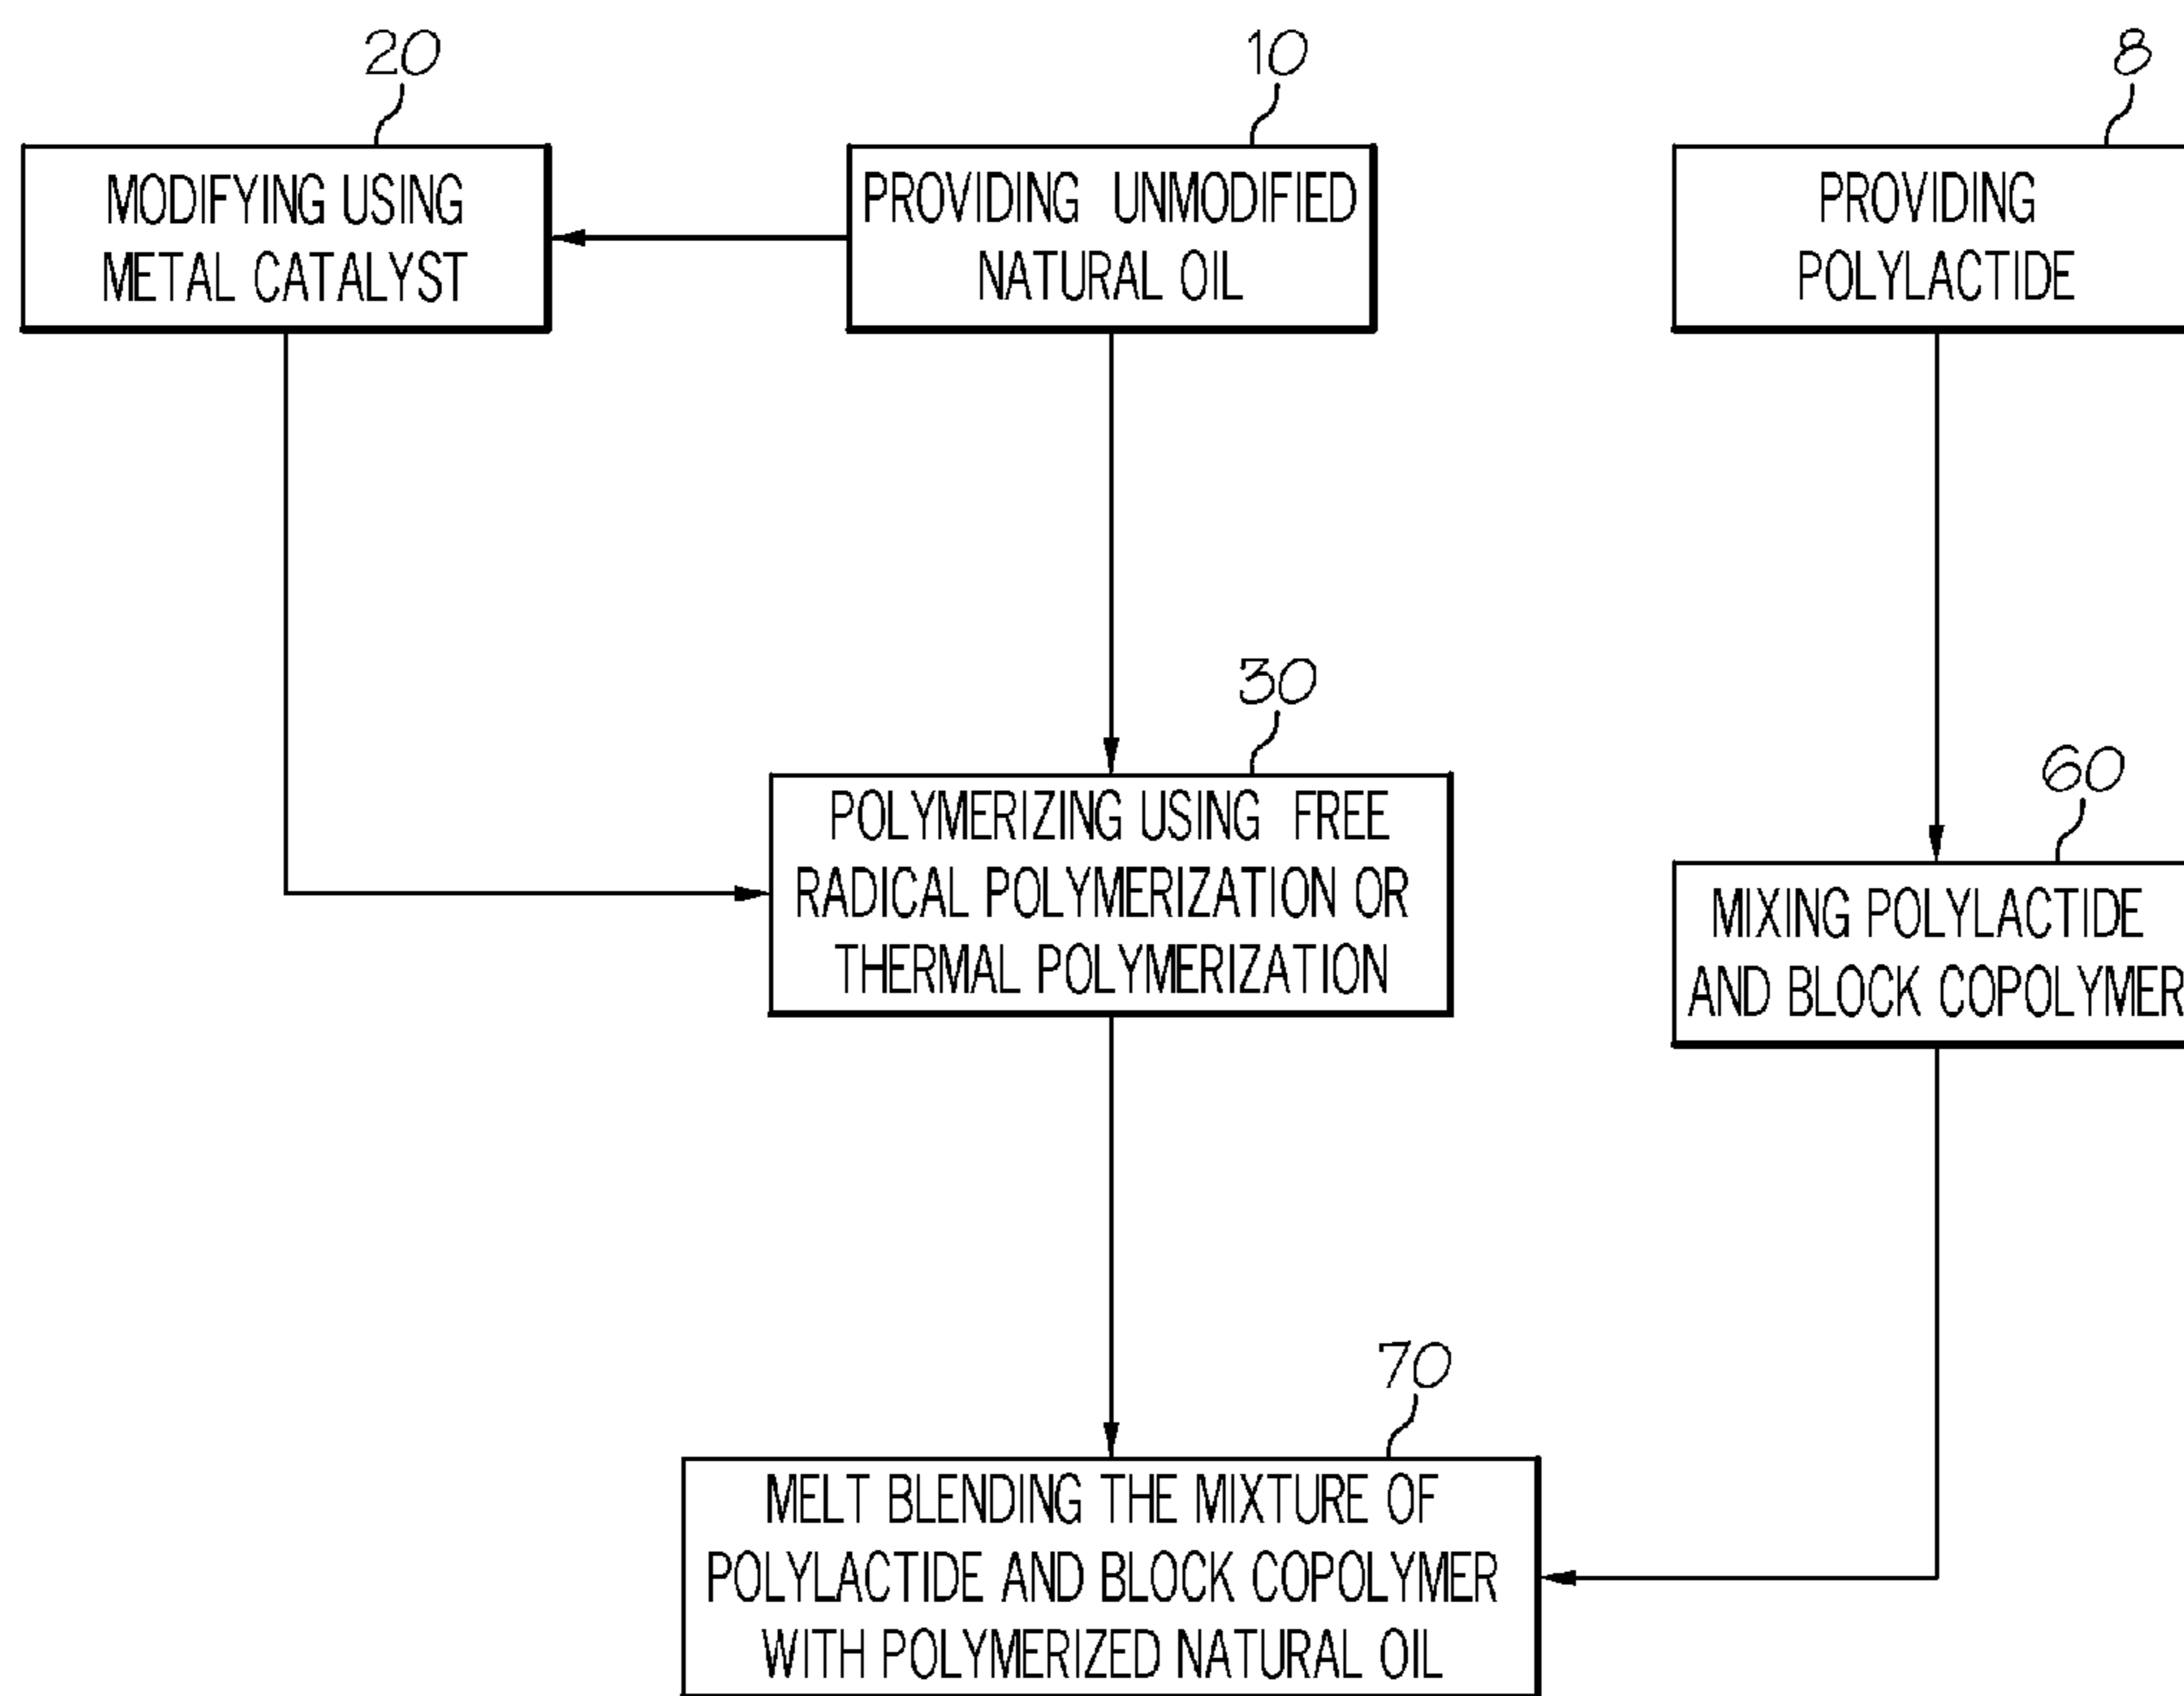 20
MODIFYING USING
METAL CATALYST
10
PROVIDING UNMODIFIED
NATURAL OIL
8
PROVIDING
POLYLACTIDE
30
POLYMERIZING USING FREE
RADICAL POLYMERIZATION OR
THERMAL POLYMERIZATION
60
MIXING POLYLACTIDE
AND BLOCK COPOLYMER
70
MELT BLENDING THE MIXTURE OF
POLYLACTIDE AND BLOCK COPOLYMER
WITH POLYMERIZED NATURAL OIL